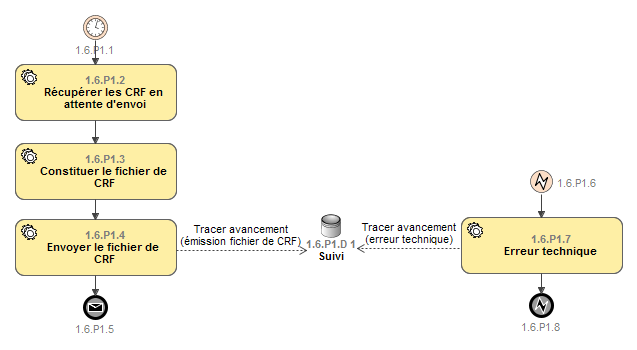 1.6.P1.1
1.6.P1.2
Récupérer les CRF en
attente d'envoi
1.6.P1.3
Constituer le fichier de
CRF
1.6.P1.4
Envoyer le fichier de
CRF
1.6.P1.5
Tracer avancement
(émission fichier de CRF)
1.6.P1.D 1
Suivi
Tracer avancement
(erreur technique)
1.6.P1.6
1.6.P1.7
Erreur technique
1.6.P1.8